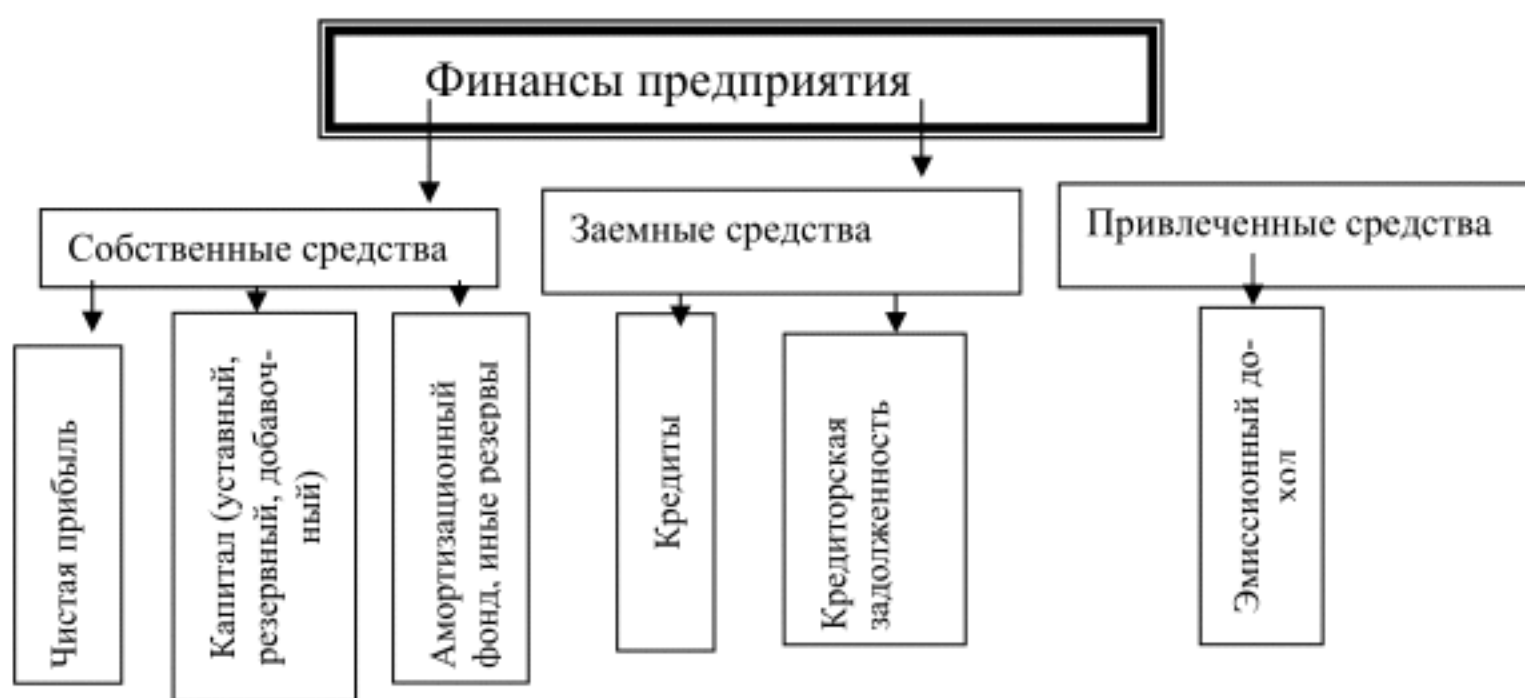 Финансы предприятия
Собственные средства
Заемные средства
Привлеченные средства
Чистая прибыль
Капитал (уставный,
резервный, добавоч-
ный)
Амортизационный
фонд, иные резервы
Кредиты
Кредиторская
задолженность
Эмиссионный до-
хол